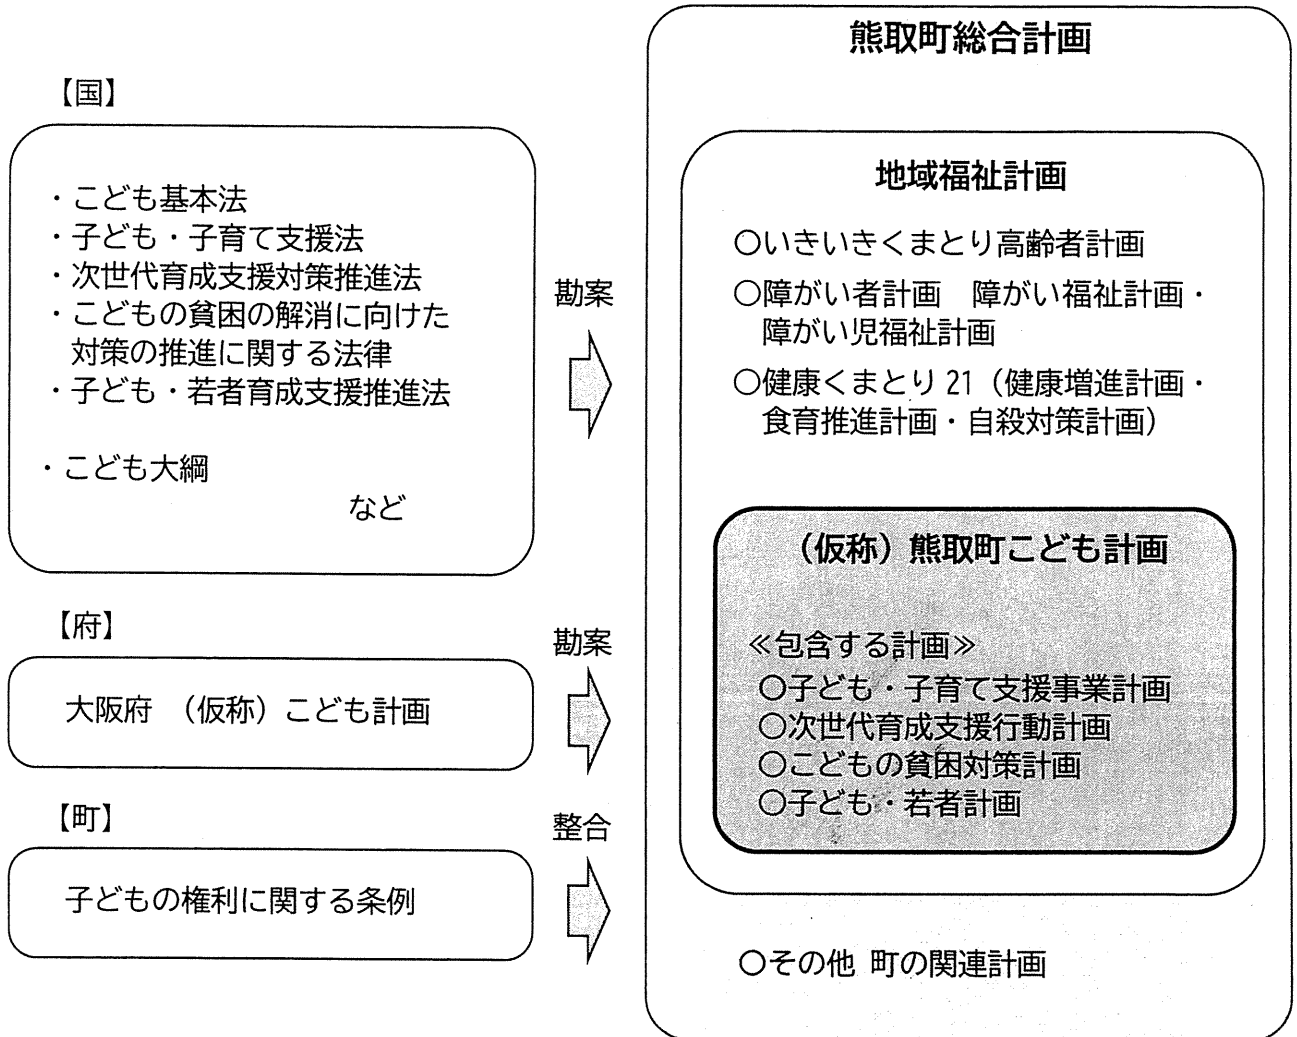 【国】
・こども基本法
・子ども・子育て支援法
・次世代育成支援対策推進法
・こどもの貧困の解消に向けた
対策の推進に関する法律
・子ども・若者育成支援推進法
・こども大綱
など
勘案
【府】
大阪府 （仮称）こども計画
勘案
【町】
子どもの権利に関する条例
整合
熊取町総合計画
地域福祉計画
○いきいきくまとり高齢者計画
○障がい者計画　障がい福祉計画・
障がい児福祉計画
○健康くまとり 21（健康増進計画・
食育推進計画・自殺対策計画）
（仮称）熊取町こども計画
≪包含する計画≫
○子ども・子育て支援事業計画
○次世代育成支援行動計画
○こどもの貧困対策計画
○子ども・若者計画
○その他 町の関連計画